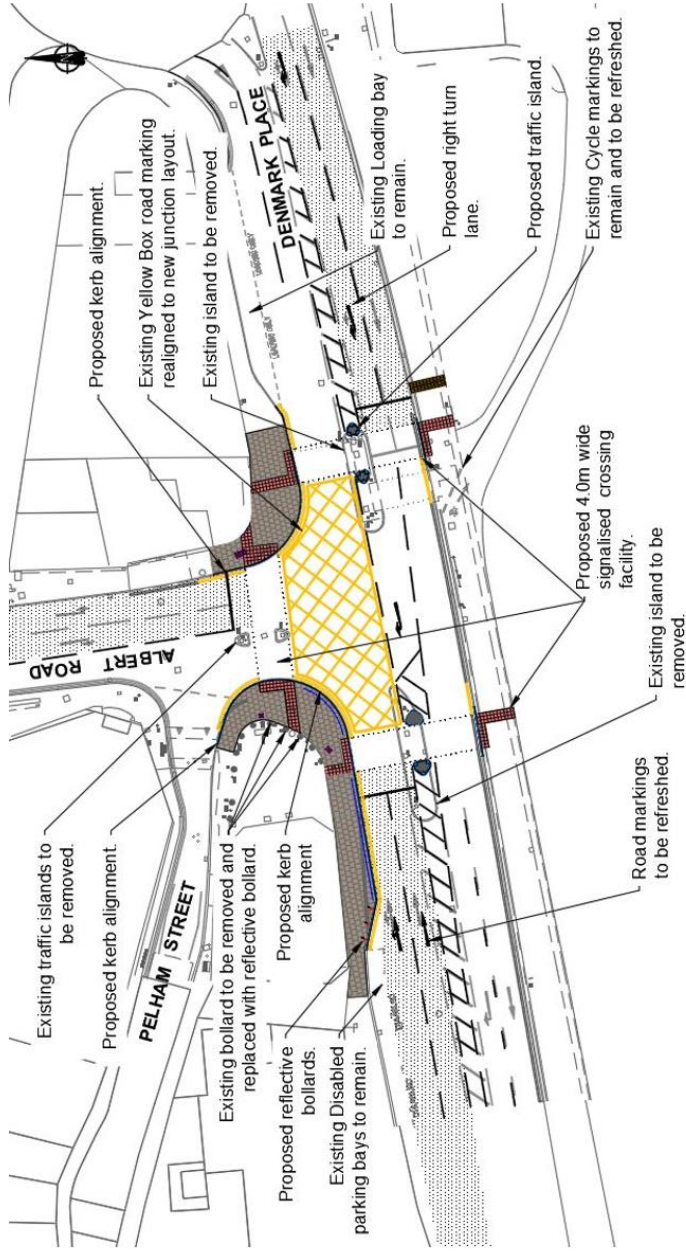 Proposed kerb alignment.
Existing Yellow Box road marking
realigned to new junction layout.
Existing island to be removed.
DENMARK PLACE
Existing Loading bay
to remain.
Proposed right turn
lane.
Proposed traffic island.
Existing Cycle markings to
remain and to be refreshed.
ALBERT ROAD
Existing traffic islands to
be removed.
Proposed kerb alignment.
PELHAM STREET
Existing bollard to be removed and
replaced with reflective bollard.
Proposed kerb
alignment
Proposed reflective
bollards.
Existing Disabled
parking bays to remain.
Proposed 4.0m wide
signalised crossing
facility.
Existing island to be
removed.
Road markings
to be refreshed.